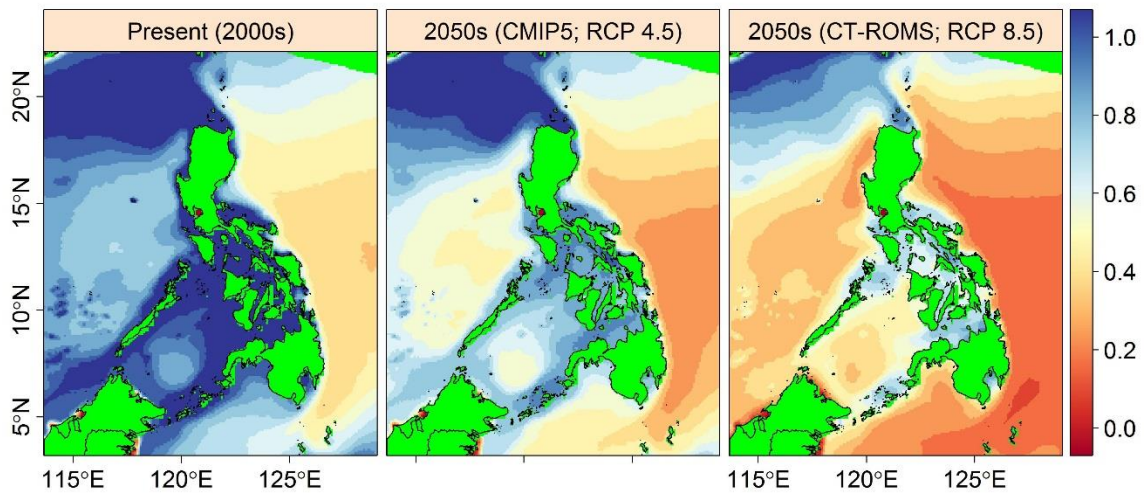 Present (2000s)
2050s (CMIP5; RCP 4.5)
2050s (CT-ROMS; RCP 8.5)
20°N
15°N
10°N
5°N
115°E
120°E
125°E
115°E
120°E
125°E
1.0
0.8
0.6
0.4
0.2
0.0